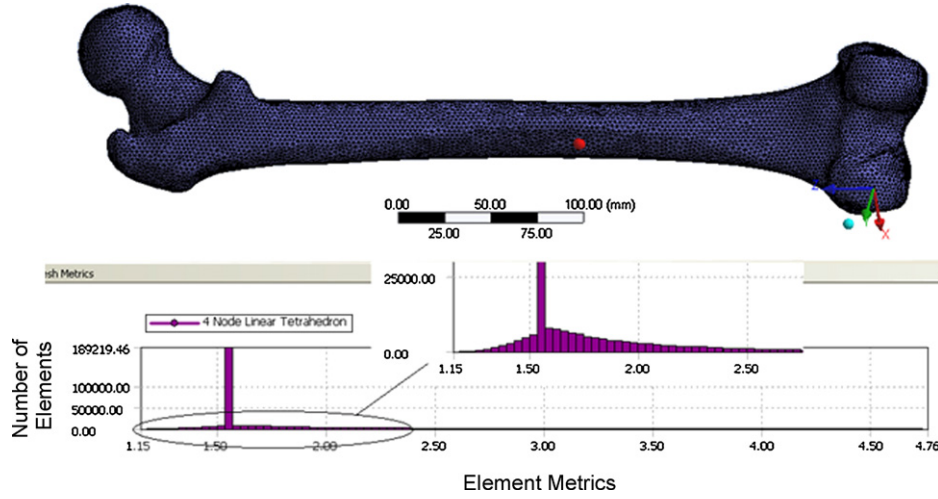 0.00 50.00 100.00 (mm)
25.00 75.00
Z
Y
X
esh Metrics
25000.00
0.00
1.15 1.50 2.00 2.50
4 Node Linear Tetrahedron
Number of
Elements
189219.46
100000.00
50000.00
0.00
1.15 1.50 2.00 2.50 3.00 3.50 4.00 4.50 4.76
Element Metrics